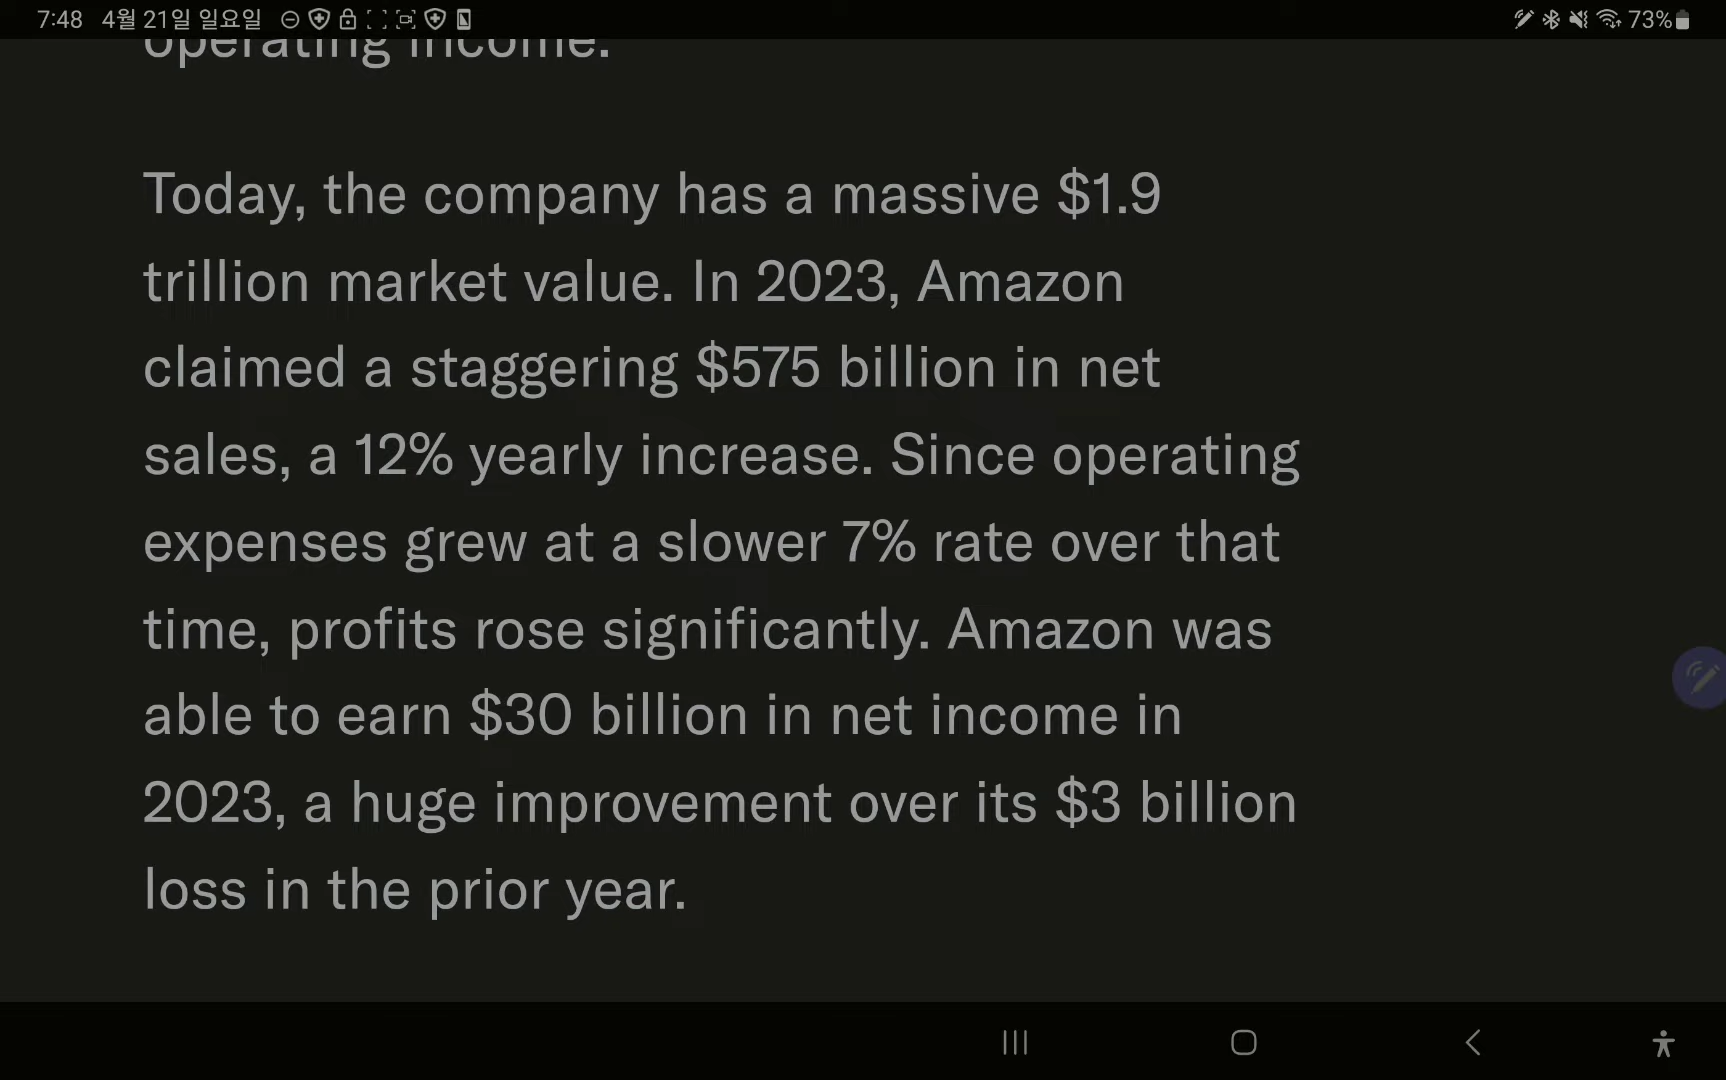 7:48 4월 21일 일요일 73%
operating income.
Today, the company has a massive $1.9
trillion market value. In 2023, Amazon
claimed a staggering $575 billion in net
sales, a 12% yearly increase. Since operating
expenses grew at a slower 7% rate over that
time, profits rose significantly. Amazon was
able to earn $30 billion in net income in
2023, a huge improvement over its $3 billion
loss in the prior year.